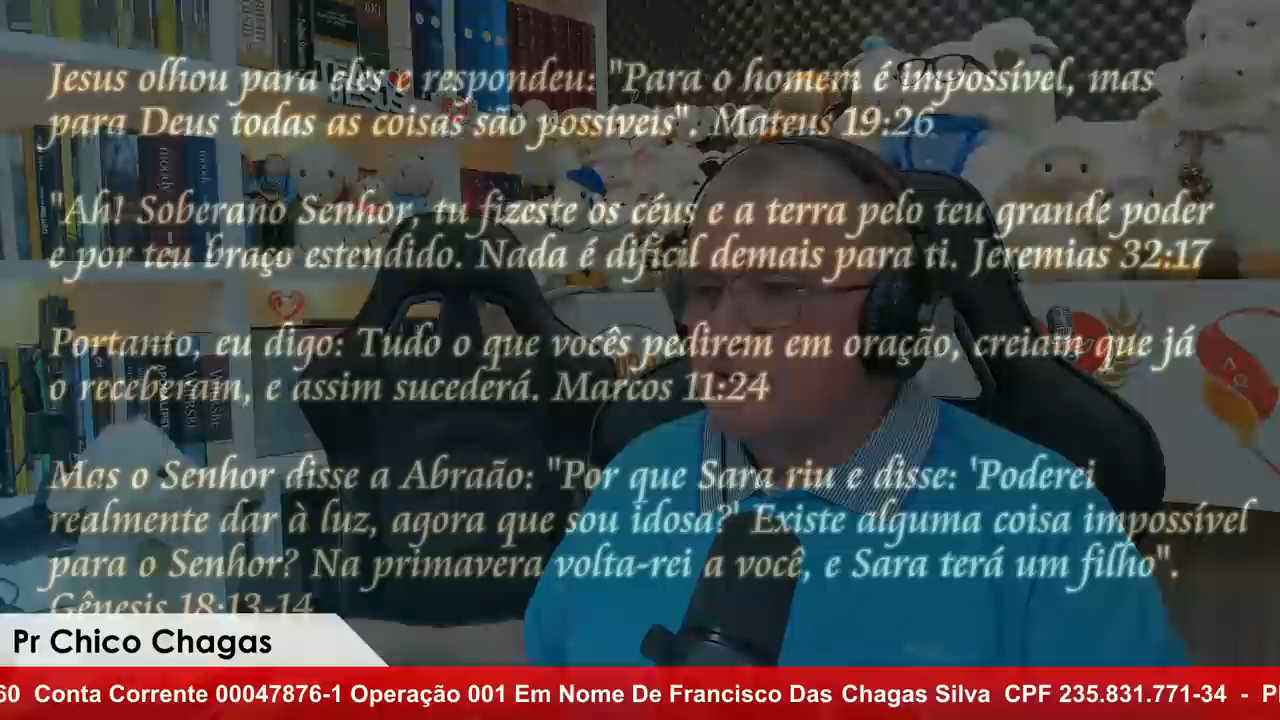 Jesus olhou para eles e respondeu: "Para o homem é impossível, mas
para Deus todas as coisas são possíveis". Mateus 19:26
"Ah! Soberano Senhor, tu fizeste os céus e a terra pelo teu grande poder
e por teu braço estendido. Nada é difícil demais para ti. Jeremias 32:17
Portanto, eu digo: Tudo o que vocês pedirem em oração, creiam que já
o receberam, e assim sucederá. Marcos 11:24
Mas o Senhor disse a Abraão: "Por que Sara riu e disse: 'Poderei
realmente dar à luz, agora que sou idosa?' Existe alguma coisa impossível
para o Senhor? Na primavera volta-rei a você, e Sara terá um filho".
Gênesis 18:13-14
Pr Chico Chagas
60 Conta Corrente 00047876-1 Operação 001 Em Nome De Francisco Das Chagas Silva CPF 235.831.771-34 -